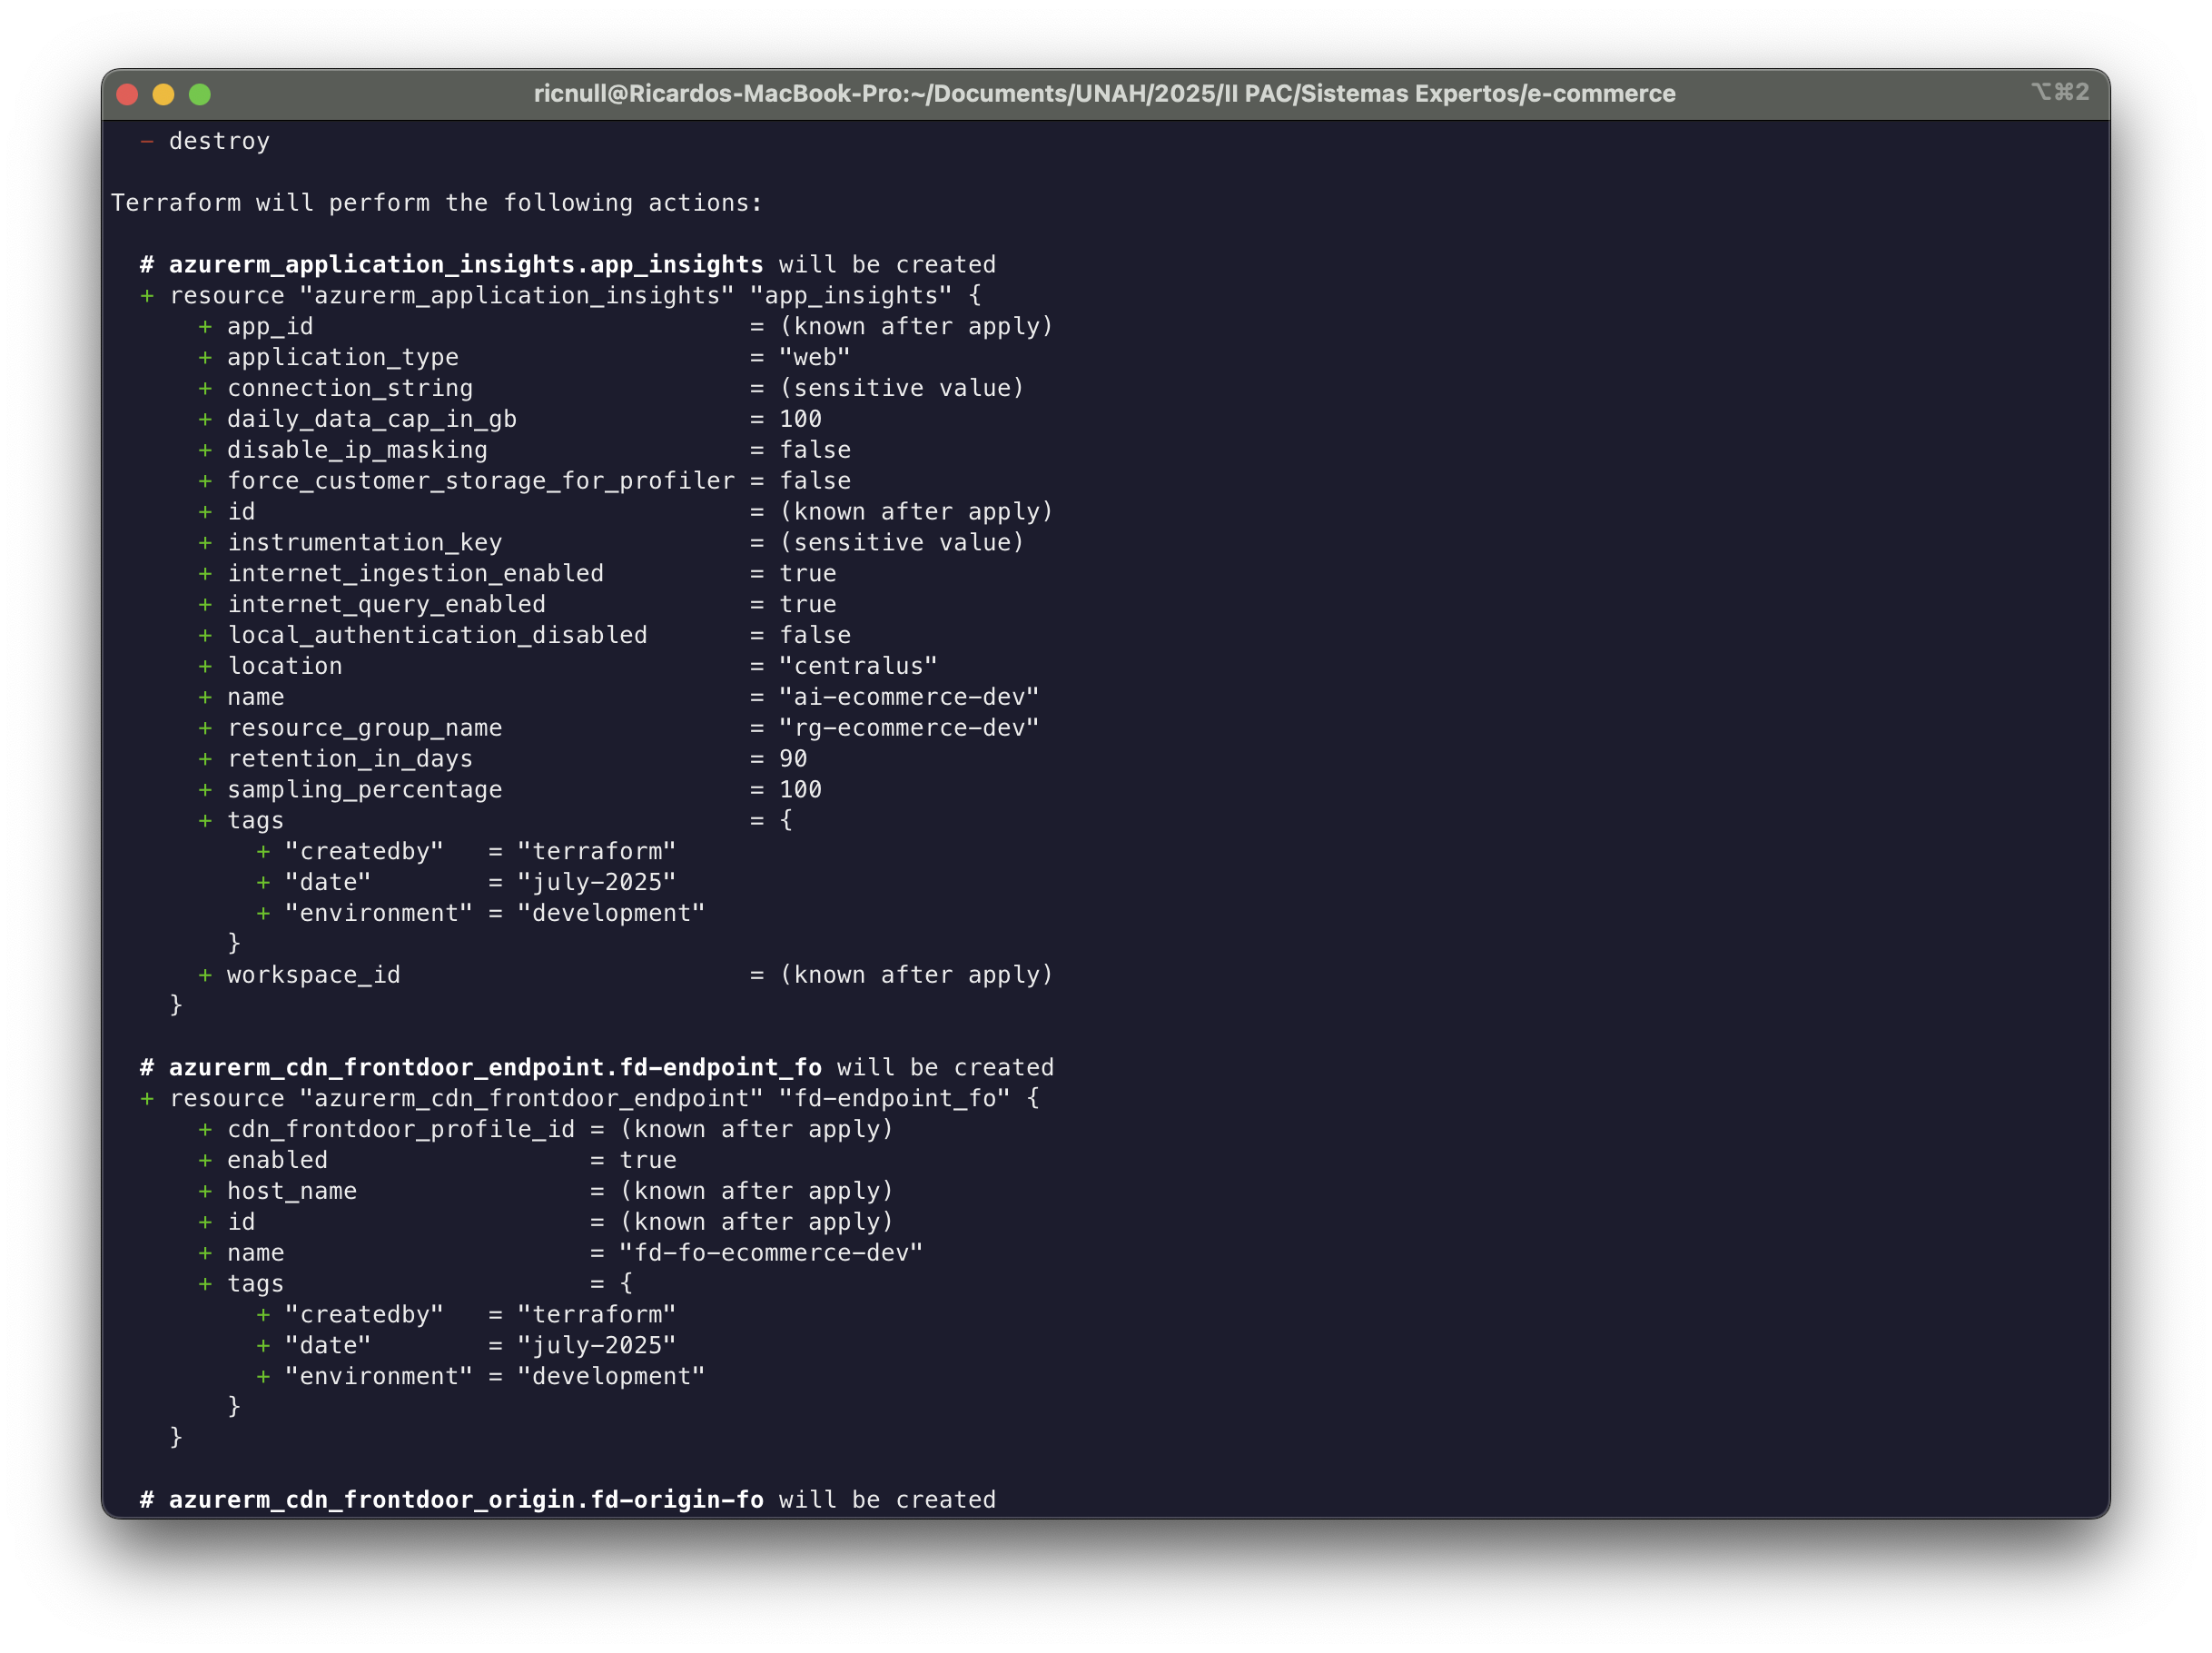 ricnull@Ricardos-MacBook-Pro:~/Documents/UNAH/2025/II PAC/Sistemas Expertos/e-commerce ⌥⌘2
- destroy
Terraform will perform the following actions:
# azurerm_application_insights.app_insights will be created
+ resource "azurerm_application_insights" "app_insights" {
+ app_id = (known after apply)
+ application_type = "web"
+ connection_string = (sensitive value)
+ daily_data_cap_in_gb = 100
+ disable_ip_masking = false
+ force_customer_storage_for_profiler = false
+ id = (known after apply)
+ instrumentation_key = (sensitive value)
+ internet_ingestion_enabled = true
+ internet_query_enabled = true
+ local_authentication_disabled = false
+ location = "centralus"
+ name = "ai-ecommerce-dev"
+ resource_group_name = "rg-ecommerce-dev"
+ retention_in_days = 90
+ sampling_percentage = 100
+ tags = {
+ "createdby" = "terraform"
+ "date" = "july-2025"
+ "environment" = "development"
}
+ workspace_id = (known after apply)
}
# azurerm_cdn_frontdoor_endpoint.fd-endpoint_fo will be created
+ resource "azurerm_cdn_frontdoor_endpoint" "fd-endpoint_fo" {
+ cdn_frontdoor_profile_id = (known after apply)
+ enabled = true
+ host_name = (known after apply)
+ id = (known after apply)
+ name = "fd-fo-ecommerce-dev"
+ tags = {
+ "createdby" = "terraform"
+ "date" = "july-2025"
+ "environment" = "development"
}
}
# azurerm_cdn_frontdoor_origin.fd-origin-fo will be created